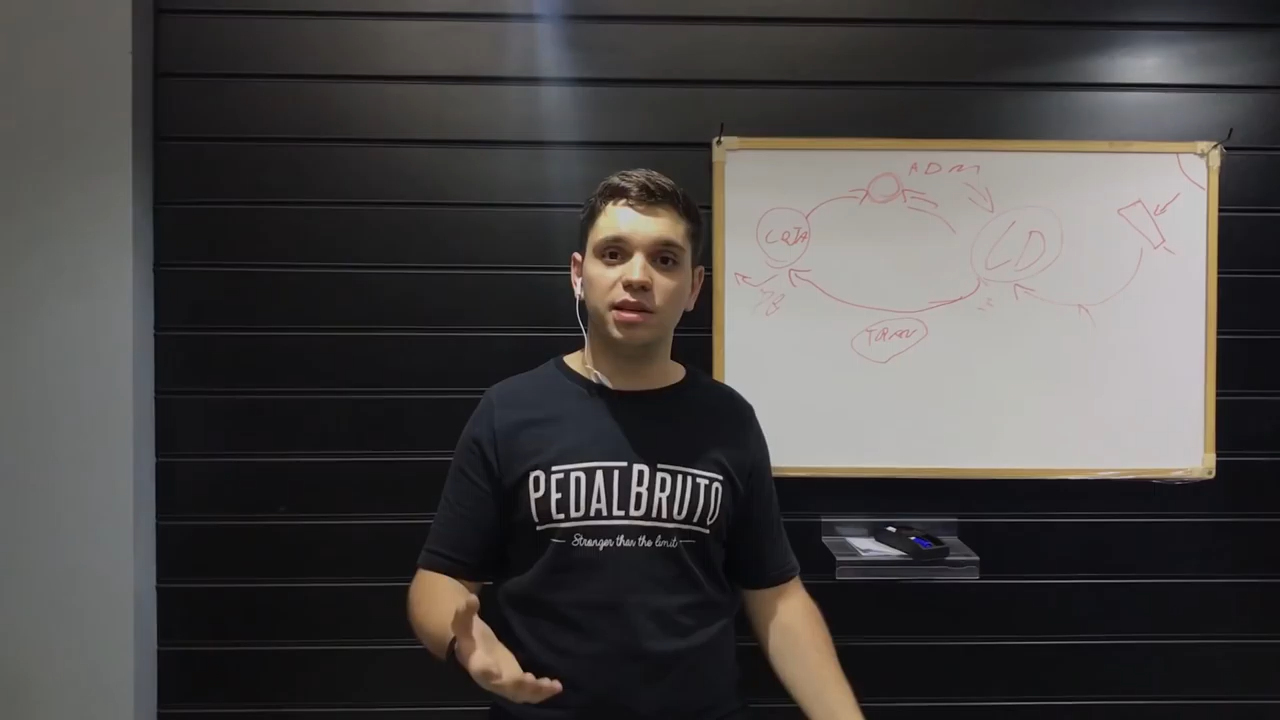 ADM
LOJA
CD
TRAN
PEDALBRUTO
Stronger than the limit